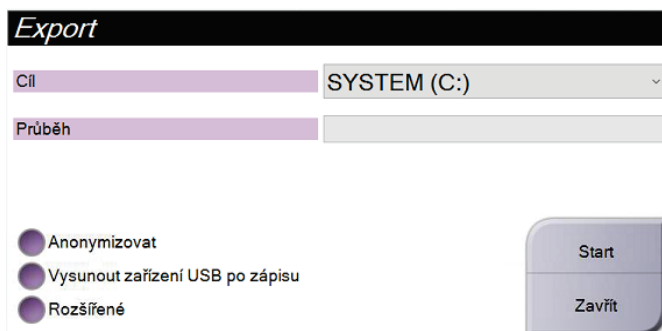 Export
Cíl
SYSTEM (C:)
Průběh
Anonymizovat
Vysunout zařízení USB po zápisu
Rozšířené
Start
Zavřít